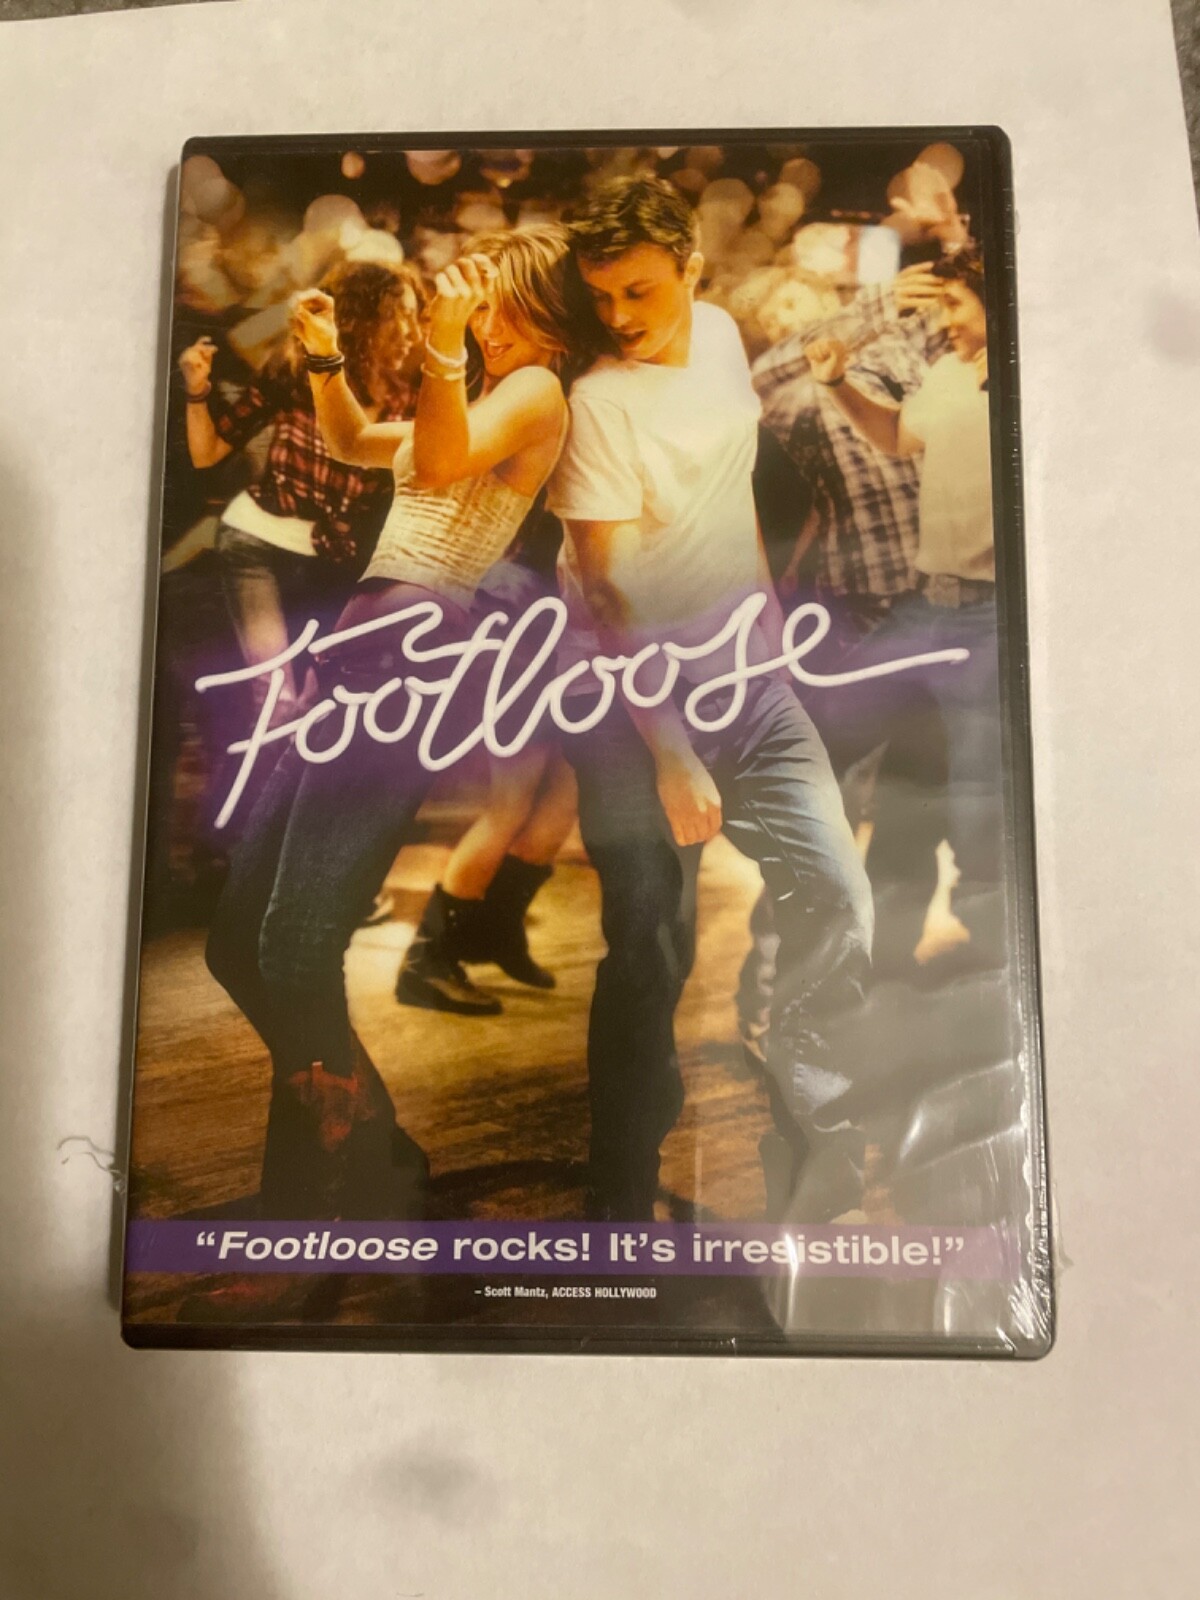 Footloose
“Footloose rocks! It's irresistible!”
– Scott Mantz, ACCESS HOLLYWOOD